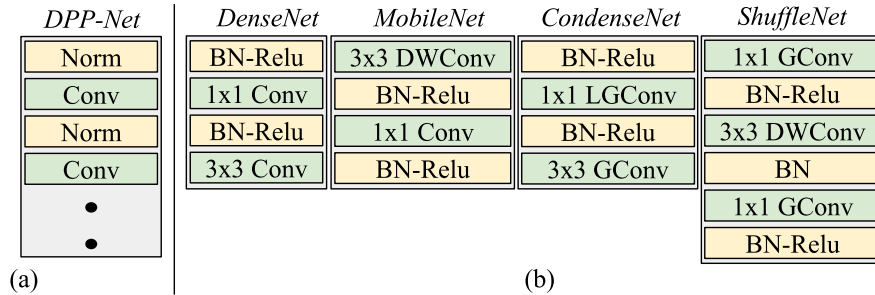 DPP-Net
Norm
Conv
Norm
Conv
(a)
DenseNet
BN-Relu
1x1 Conv
BN-Relu
3x3 Conv
MobileNet
3x3 DWConv
BN-Relu
1x1 Conv
BN-Relu
CondenseNet
BN-Relu
1x1 LGConv
BN-Relu
3x3 GConv
ShuffleNet
1x1 GConv
BN-Relu
3x3 DWConv
BN
1x1 GConv
BN-Relu
(b)